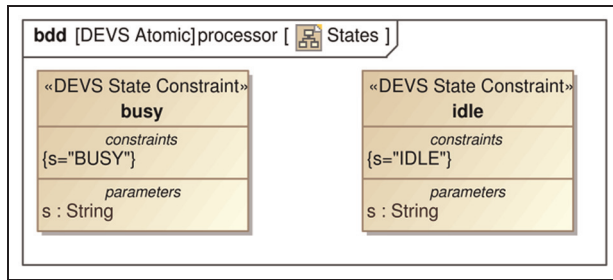 bdd [DEVS Atomic]processor [ States ]
«DEVS State Constraint»
busy
constraints
{s="BUSY"}
parameters
s : String
«DEVS State Constraint»
idle
constraints
{s="IDLE"}
parameters
s : String